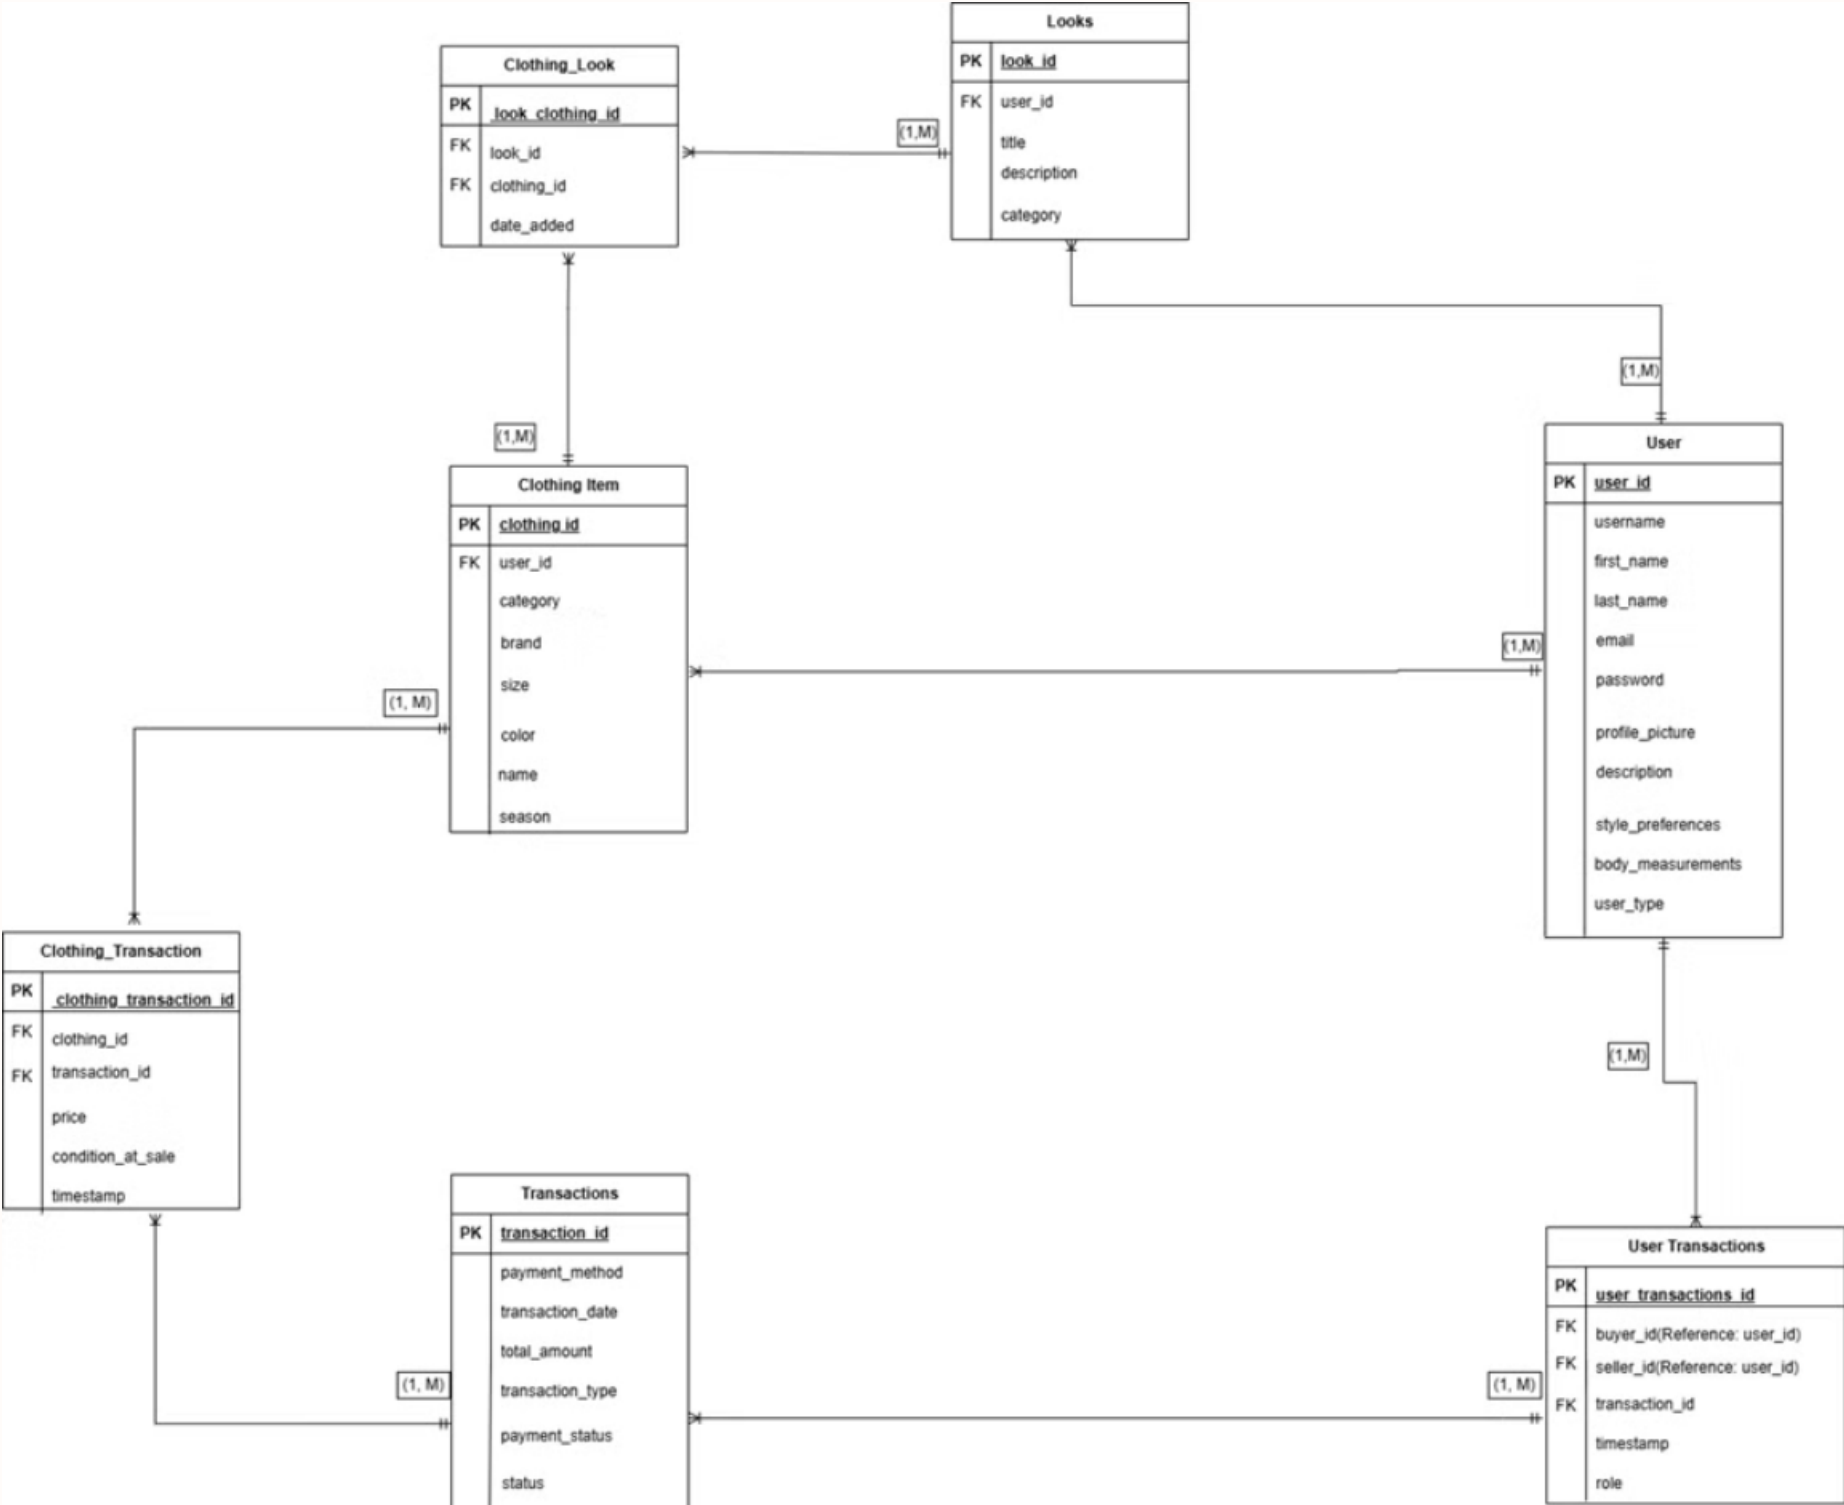 Looks
PK look_id
FK user_id
title
description
category
Clothing_Look
PK look_clothing_id
FK look_id
FK clothing_id
date_added
(1,M)
(1,M)
(1,M)
Clothing Item
PK clothing id
FK user_id
category
brand
size
color
name
season
User
PK user_id
username
first_name
last_name
email
password
profile_picture
description
style_preferences
body_measurements
user_type
(1,M)
(1, M)
Clothing_Transaction
PK clothing_transaction_id
FK clothing_id
FK transaction_id
price
condition_at_sale
timestamp
(1,M)
Transactions
PK transaction_id
payment_method
transaction_date
total_amount
transaction_type
payment_status
status
(1, M)
(1, M)
User Transactions
PK user_transactions_id
FK buyer_id(Reference: user_id)
FK seller_id(Reference: user_id)
FK transaction_id
timestamp
role